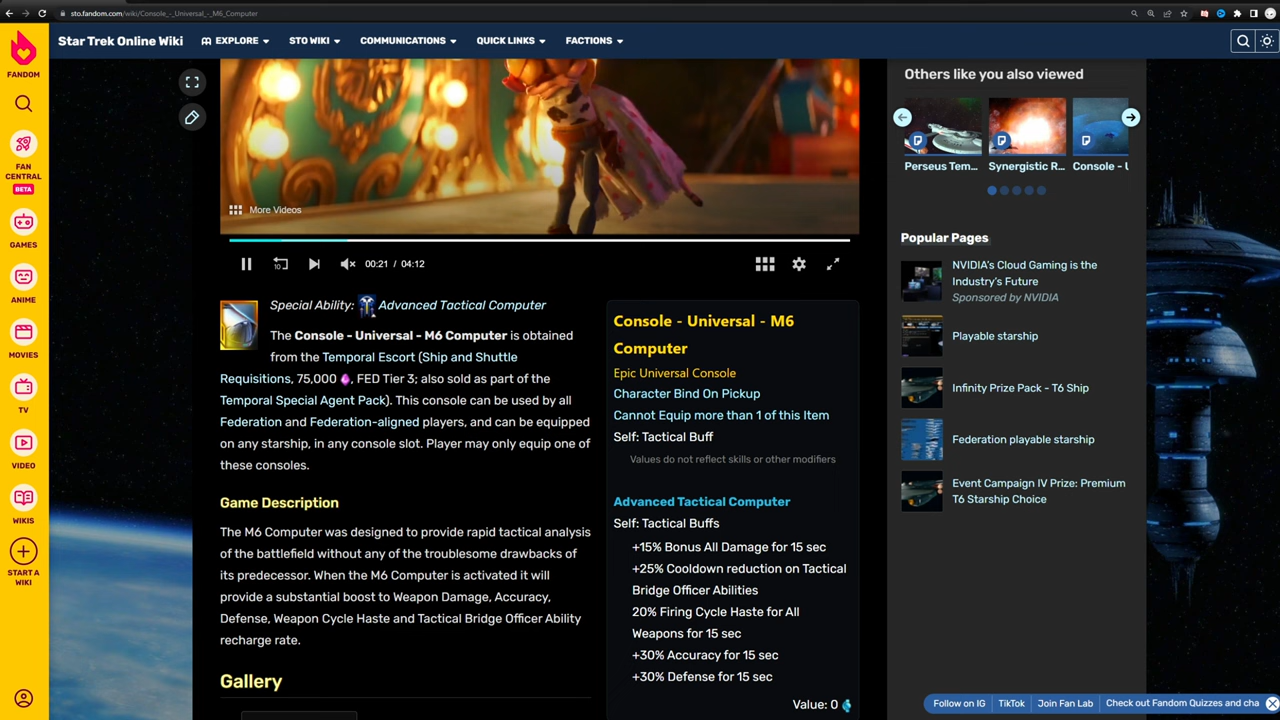 sto.fandom.com/wiki/Console_-_Universal_-_M6_Computer
FANDOM
FAN
CENTRAL
BETA
GAMES
ANIME
MOVIES
TV
VIDEO
WIKIS
START A
WIKI
Star Trek Online Wiki
EXPLORE
STO WIKI
COMMUNICATIONS
QUICK LINKS
FACTIONS
More Videos
10
00:21 / 04:12
Special Ability: Advanced Tactical Computer
The Console - Universal - M6 Computer is obtained
from the Temporal Escort (Ship and Shuttle
Requisitions, 75,000 , FED Tier 3; also sold as part of the
Temporal Special Agent Pack). This console can be used by all
Federation and Federation-aligned players, and can be equipped
on any starship, in any console slot. Player may only equip one of
these consoles.
Game Description
The M6 Computer was designed to provide rapid tactical analysis
of the battlefield without any of the troublesome drawbacks of
its predecessor. When the M6 Computer is activated it will
provide a substantial boost to Weapon Damage, Accuracy,
Defense, Weapon Cycle Haste and Tactical Bridge Officer Ability
recharge rate.
Gallery
Console - Universal - M6
Computer
Epic Universal Console
Character Bind On Pickup
Cannot Equip more than 1 of this Item
Self: Tactical Buff
Values do not reflect skills or other modifiers
Advanced Tactical Computer
Self: Tactical Buffs
+15% Bonus All Damage for 15 sec
+25% Cooldown reduction on Tactical
Bridge Officer Abilities
20% Firing Cycle Haste for All
Weapons for 15 sec
+30% Accuracy for 15 sec
+30% Defense for 15 sec
Value: 0
Others like you also viewed
Perseus Tem...
Synergistic R...
Console - U
Popular Pages
NVIDIA's Cloud Gaming is the
Industry's Future
Sponsored by NVIDIA
Playable starship
Infinity Prize Pack - T6 Ship
Federation playable starship
Event Campaign IV Prize: Premium
T6 Starship Choice
Follow on IG
TikTok
Join Fan Lab
Check out Fandom Quizzes and cha